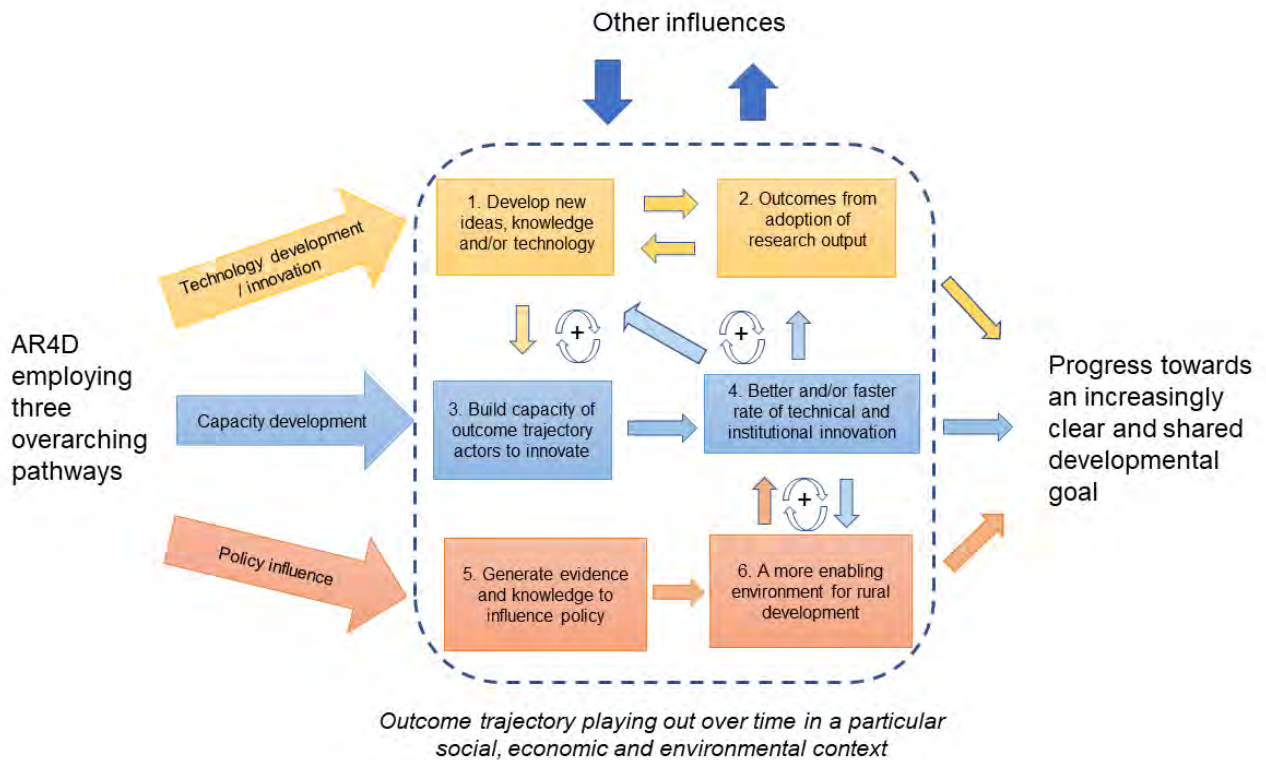 Other influences
1. Develop new
ideas, knowledge
and/or technology
2. Outcomes from
adoption of
research output
Technology development
/ innovation
+
+
AR4D
employing
three
overarching
pathways
Capacity development
3. Build capacity of
outcome trajectory
actors to innovate
4. Better and/or faster
rate of technical and
institutional innovation
Progress towards
an increasingly
clear and shared
developmental
goal
+
Policy influence
5. Generate evidence
and knowledge to
influence policy
6. A more enabling
environment for rural
development
Outcome trajectory playing out over time in a particular
social, economic and environmental context